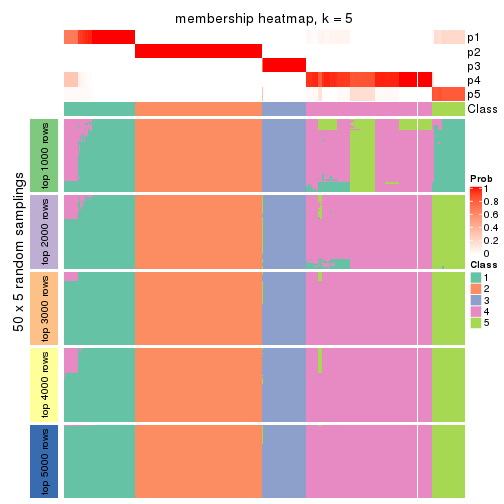 membership heatmap, k = 5
p1
p2
p3
p4
p5
Class
50 x 5 random samplings
top 1000 rows
top 2000 rows
top 3000 rows
top 4000 rows
top 5000 rows
Prob
1
0.8
0.6
0.4
0.2
0
Class
1
2
3
4
5